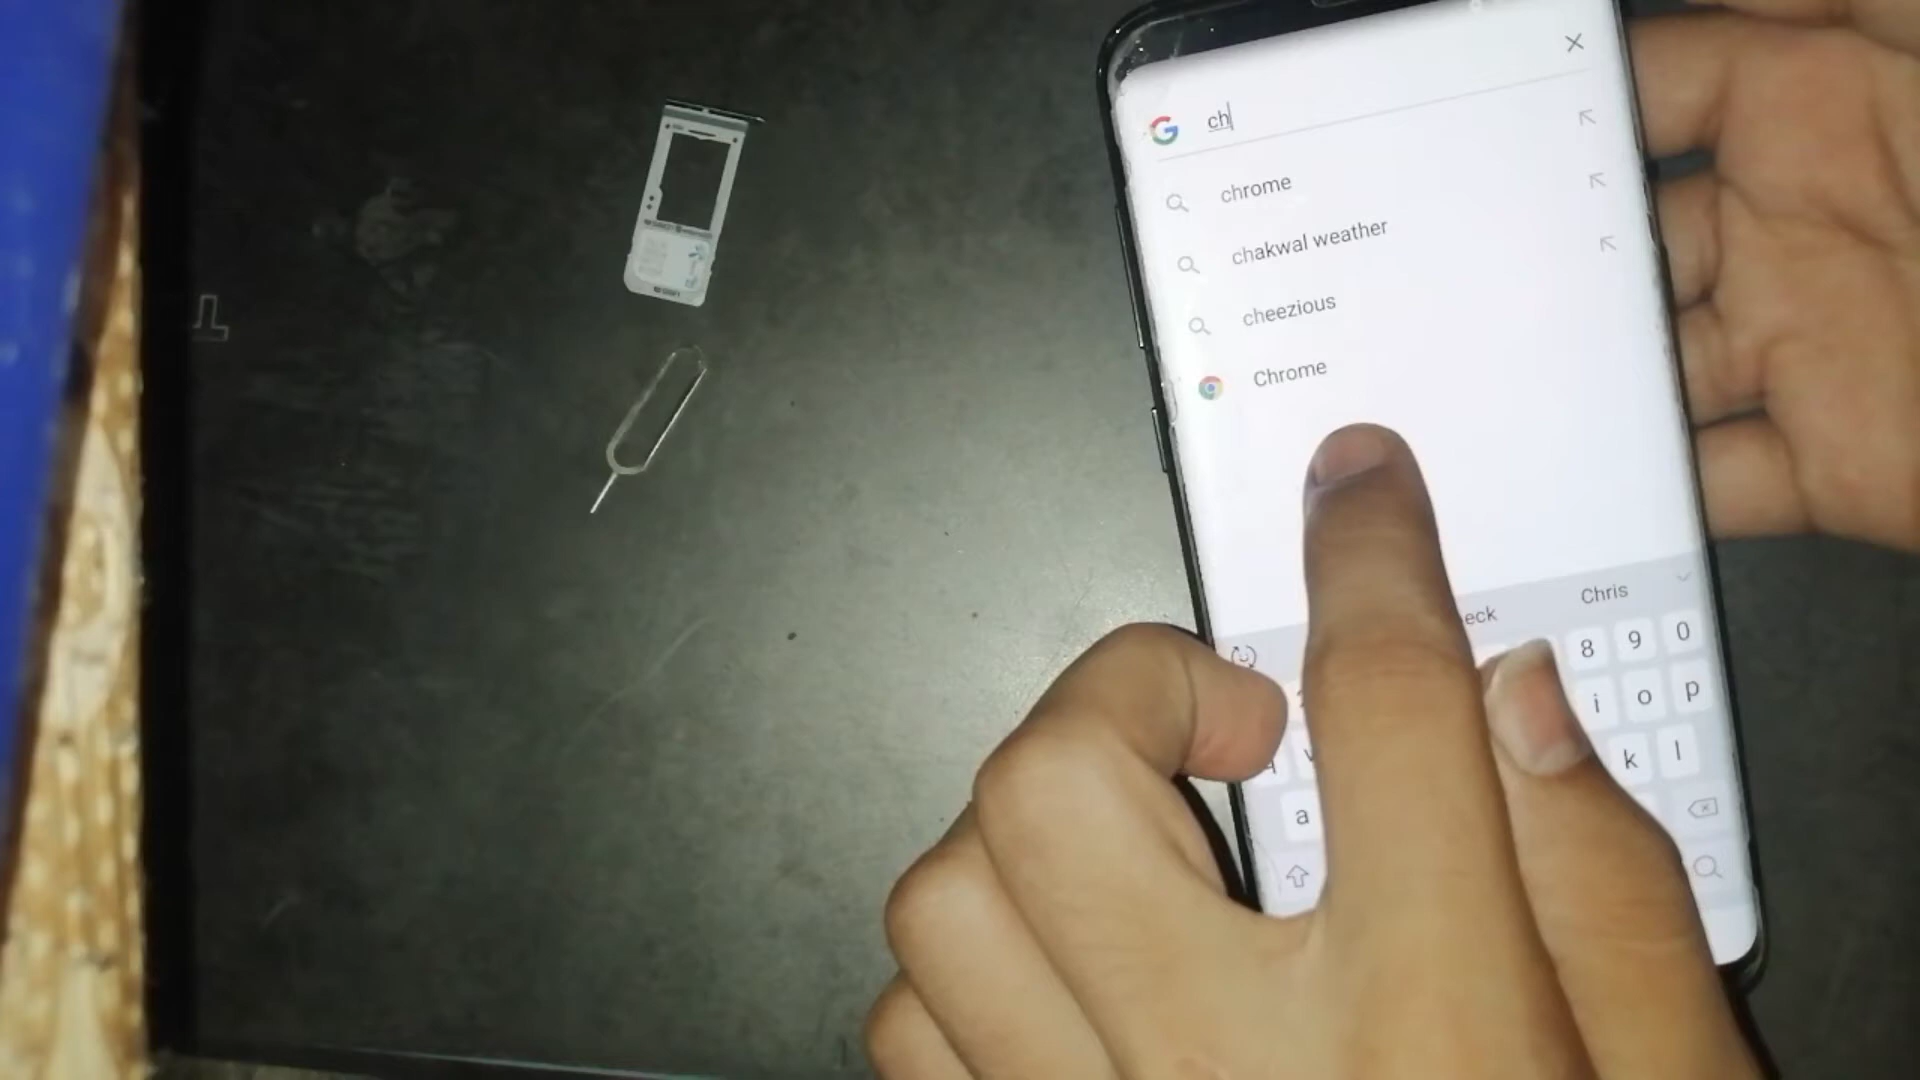 ch
chrome
chakwal weather
cheezious
Chrome
eck Chris
8 9 0
i o p
a k l